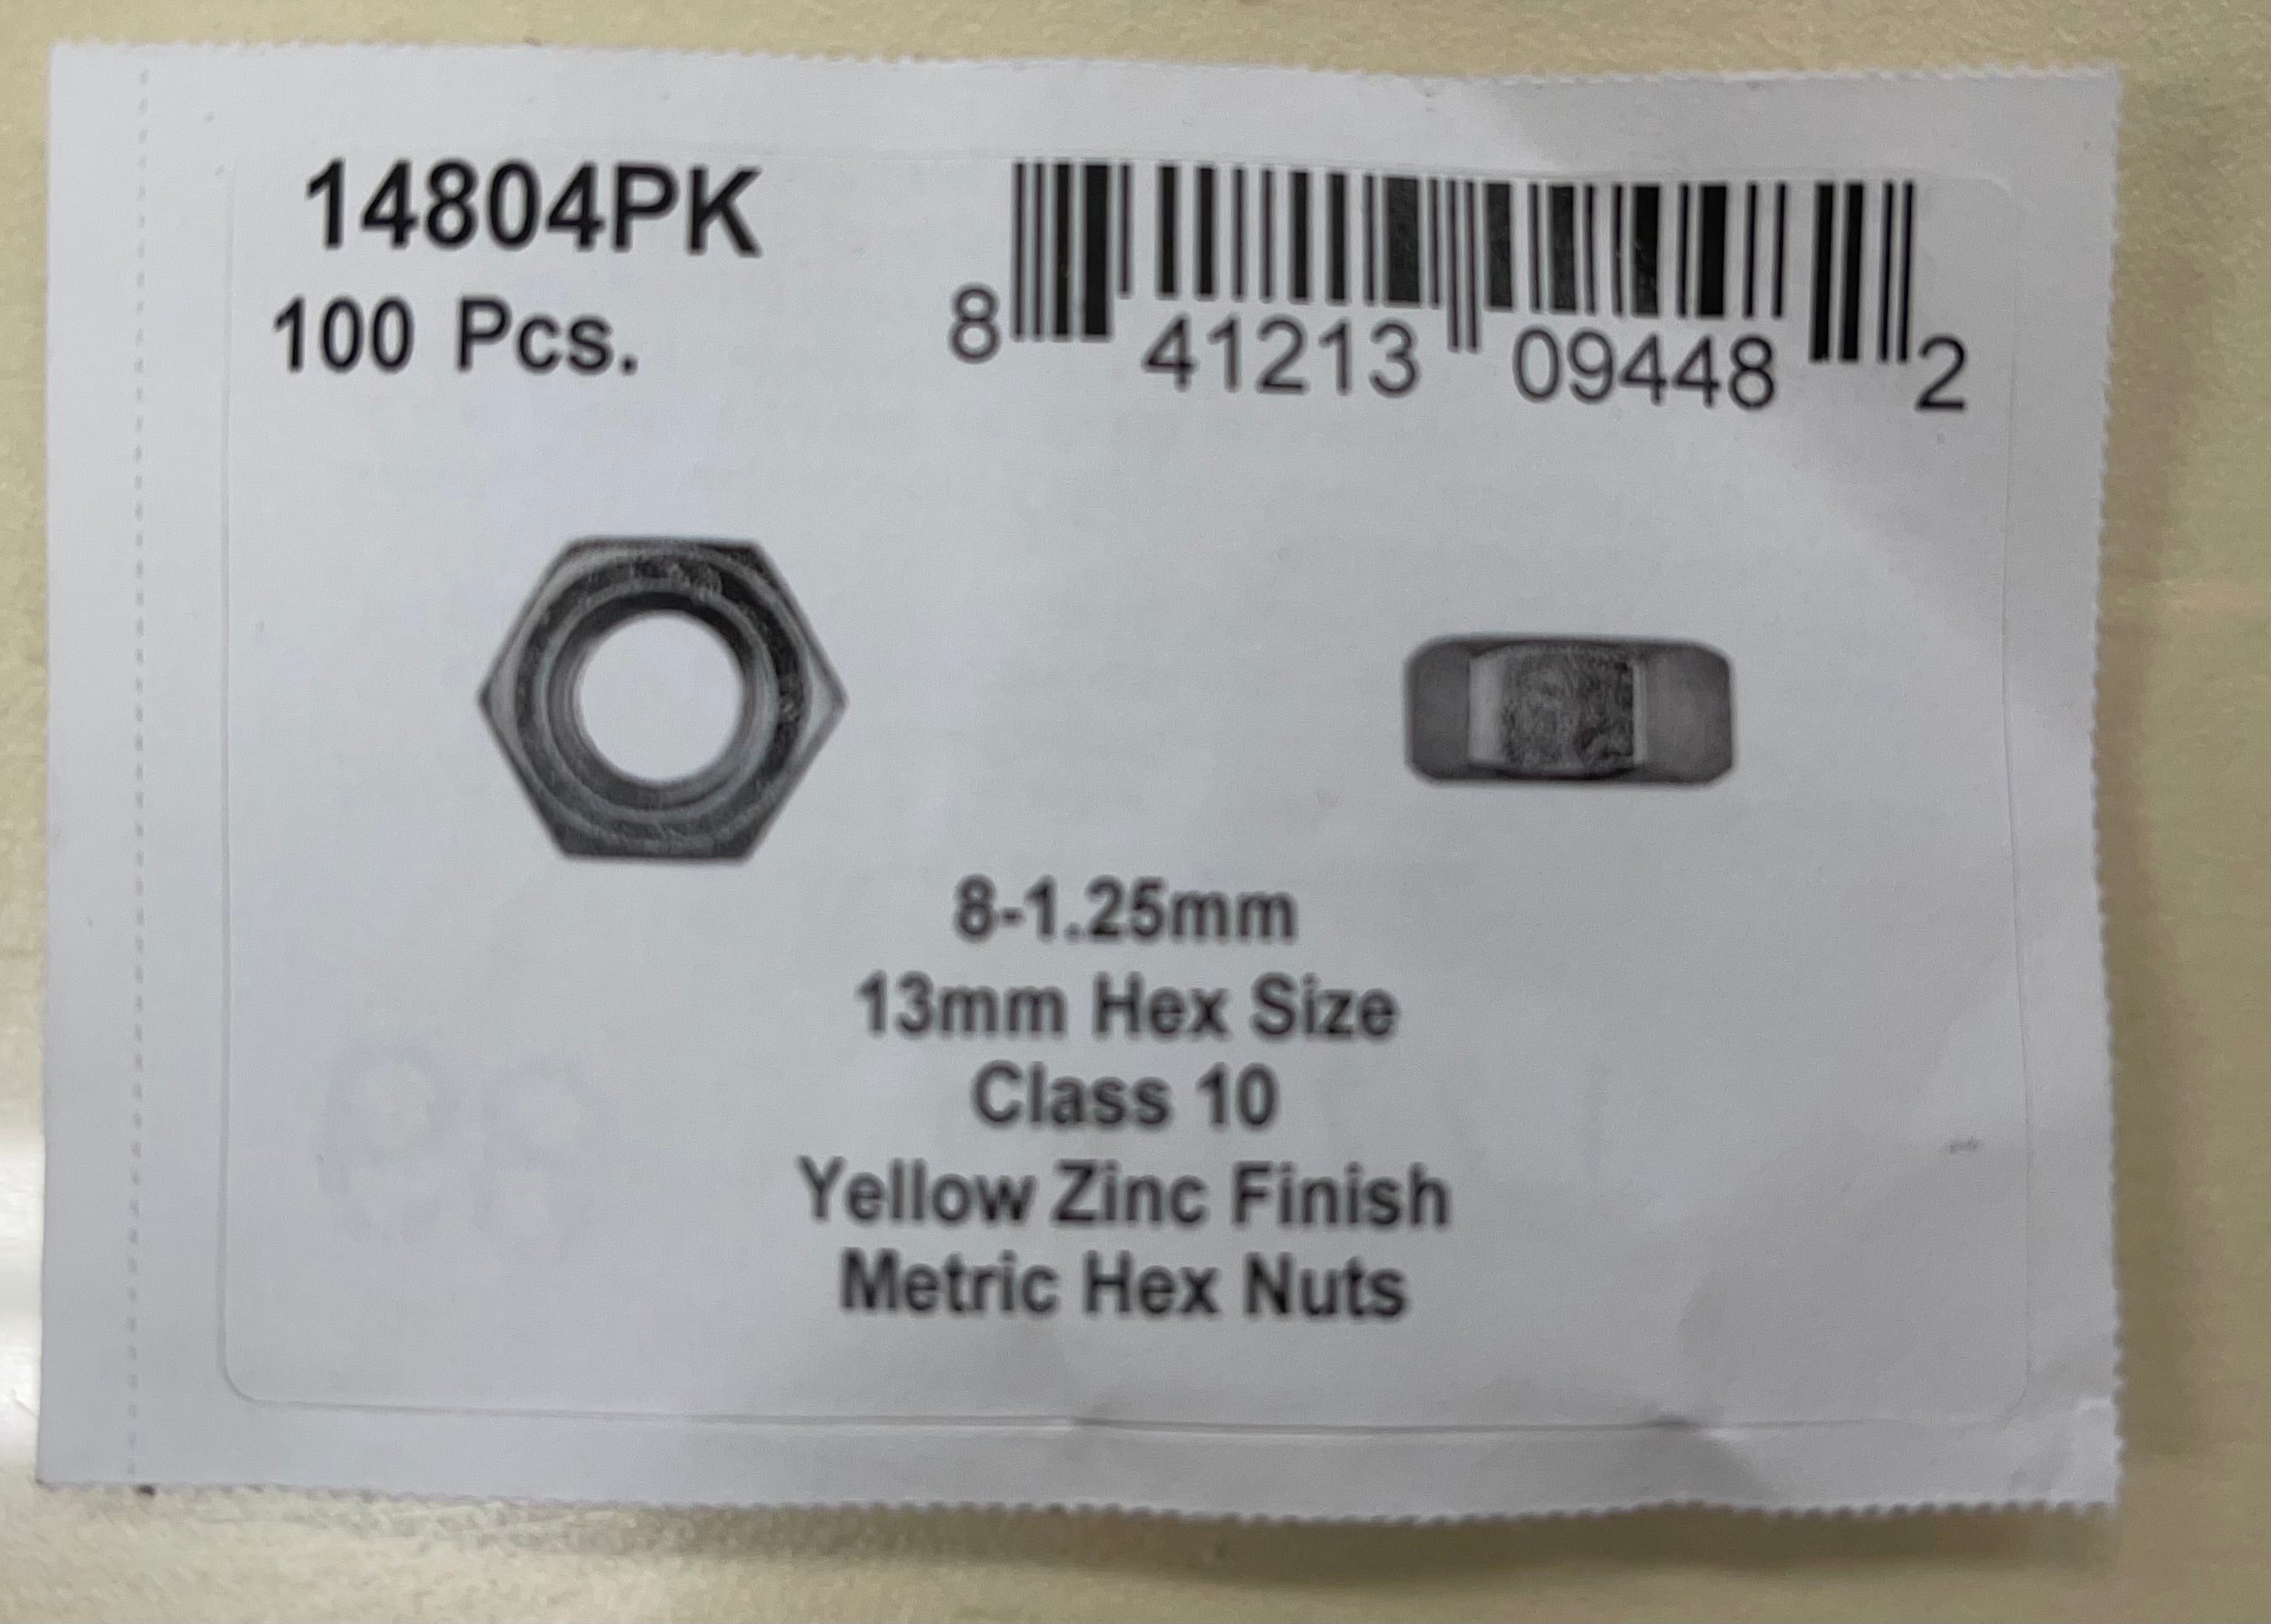 14804PK
100 Pcs.
8 41213 09448 2
8-1.25mm
13mm Hex Size
Class 10
Yellow Zinc Finish
Metric Hex Nuts